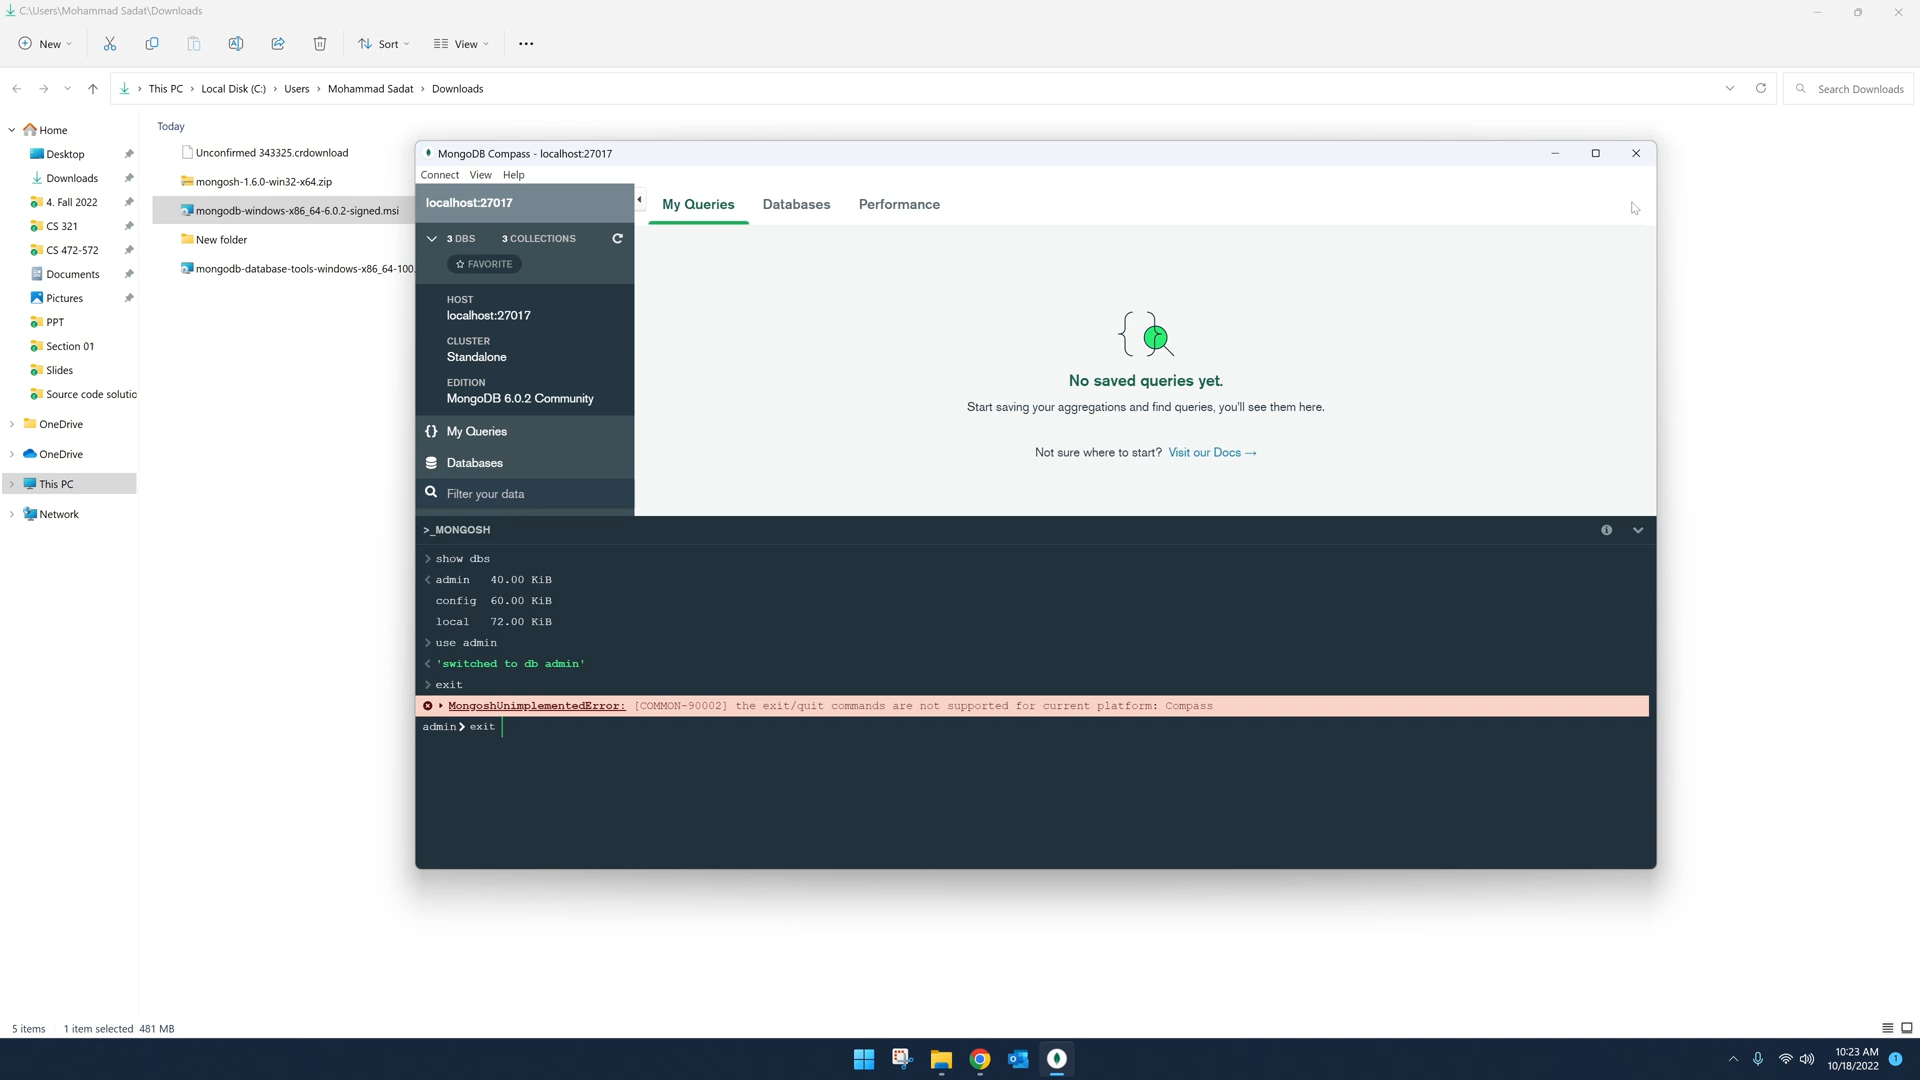 C:\Users\Mohammad Sadat\Downloads
New
Sort
View
This PC › Local Disk (C:) › Users › Mohammad Sadat › Downloads
Search Downloads
Home
Desktop
Downloads
4. Fall 2022
CS 321
CS 472-572
Documents
Pictures
PPT
Section 01
Slides
Source code solutio
OneDrive
OneDrive
This PC
Network
Today
Unconfirmed 343325.crdownload
mongosh-1.6.0-win32-x64.zip
mongodb-windows-x86_64-6.0.2-signed.msi
New folder
mongodb-database-tools-windows-x86_64-100.
MongoDB Compass - localhost:27017
Connect View Help
localhost:27017
My Queries Databases Performance
3 DBS 3 COLLECTIONS
FAVORITE
HOST
localhost:27017
CLUSTER
Standalone
EDITION
MongoDB 6.0.2 Community
{} My Queries
Databases
Filter your data
No saved queries yet.
Start saving your aggregations and find queries, you'll see them here.
Not sure where to start? Visit our Docs →
>_MONGOSH
> show dbs
< admin 40.00 KiB
config 60.00 KiB
local 72.00 KiB
> use admin
< 'switched to db admin'
> exit
MongoshUnimplementedError: [COMMON-90002] the exit/quit commands are not supported for current platform: Compass
admin> exit
5 items 1 item selected 481 MB
10:23 AM
10/18/2022
1